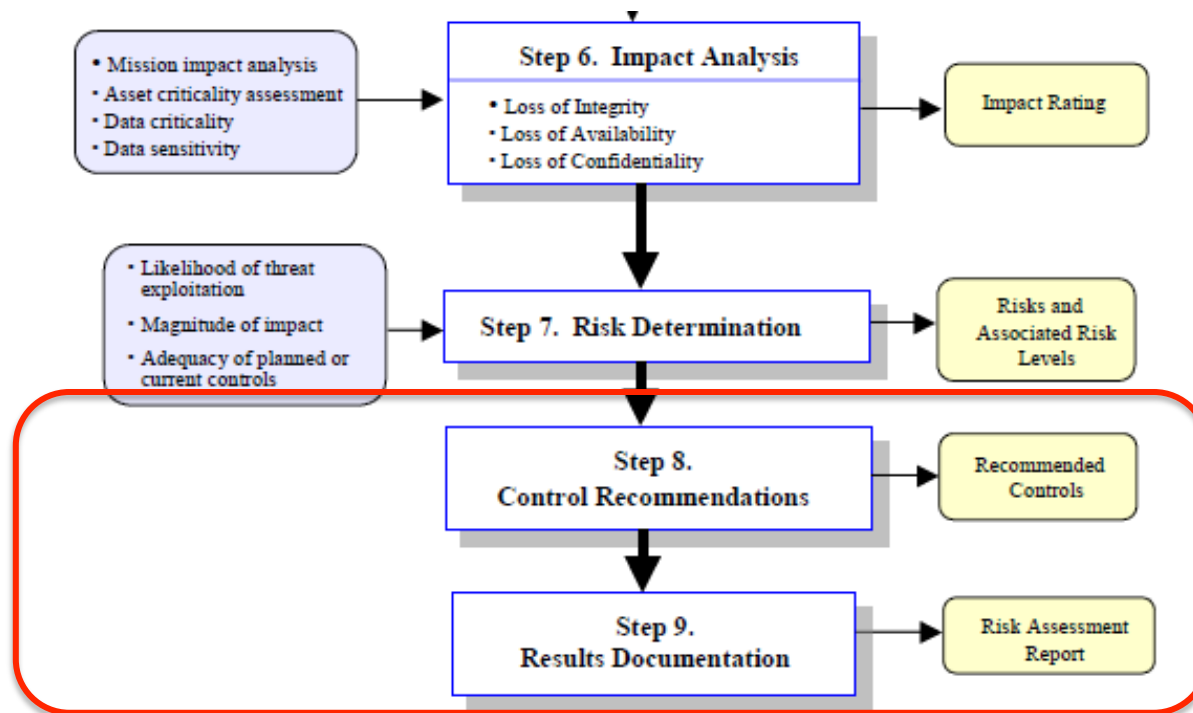 • Mission impact analysis
• Asset criticality assessment
• Data criticality
• Data sensitivity
Step 6. Impact Analysis
• Loss of Integrity
• Loss of Availability
• Loss of Confidentiality
Impact Rating
• Likelihood of threat
exploitation
• Magnitude of impact
• Adequacy of planned or
current controls
Step 7. Risk Determination
Risks and
Associated Risk
Levels
Step 8.
Control Recommendations
Recommended
Controls
Step 9.
Results Documentation
Risk Assessment
Report